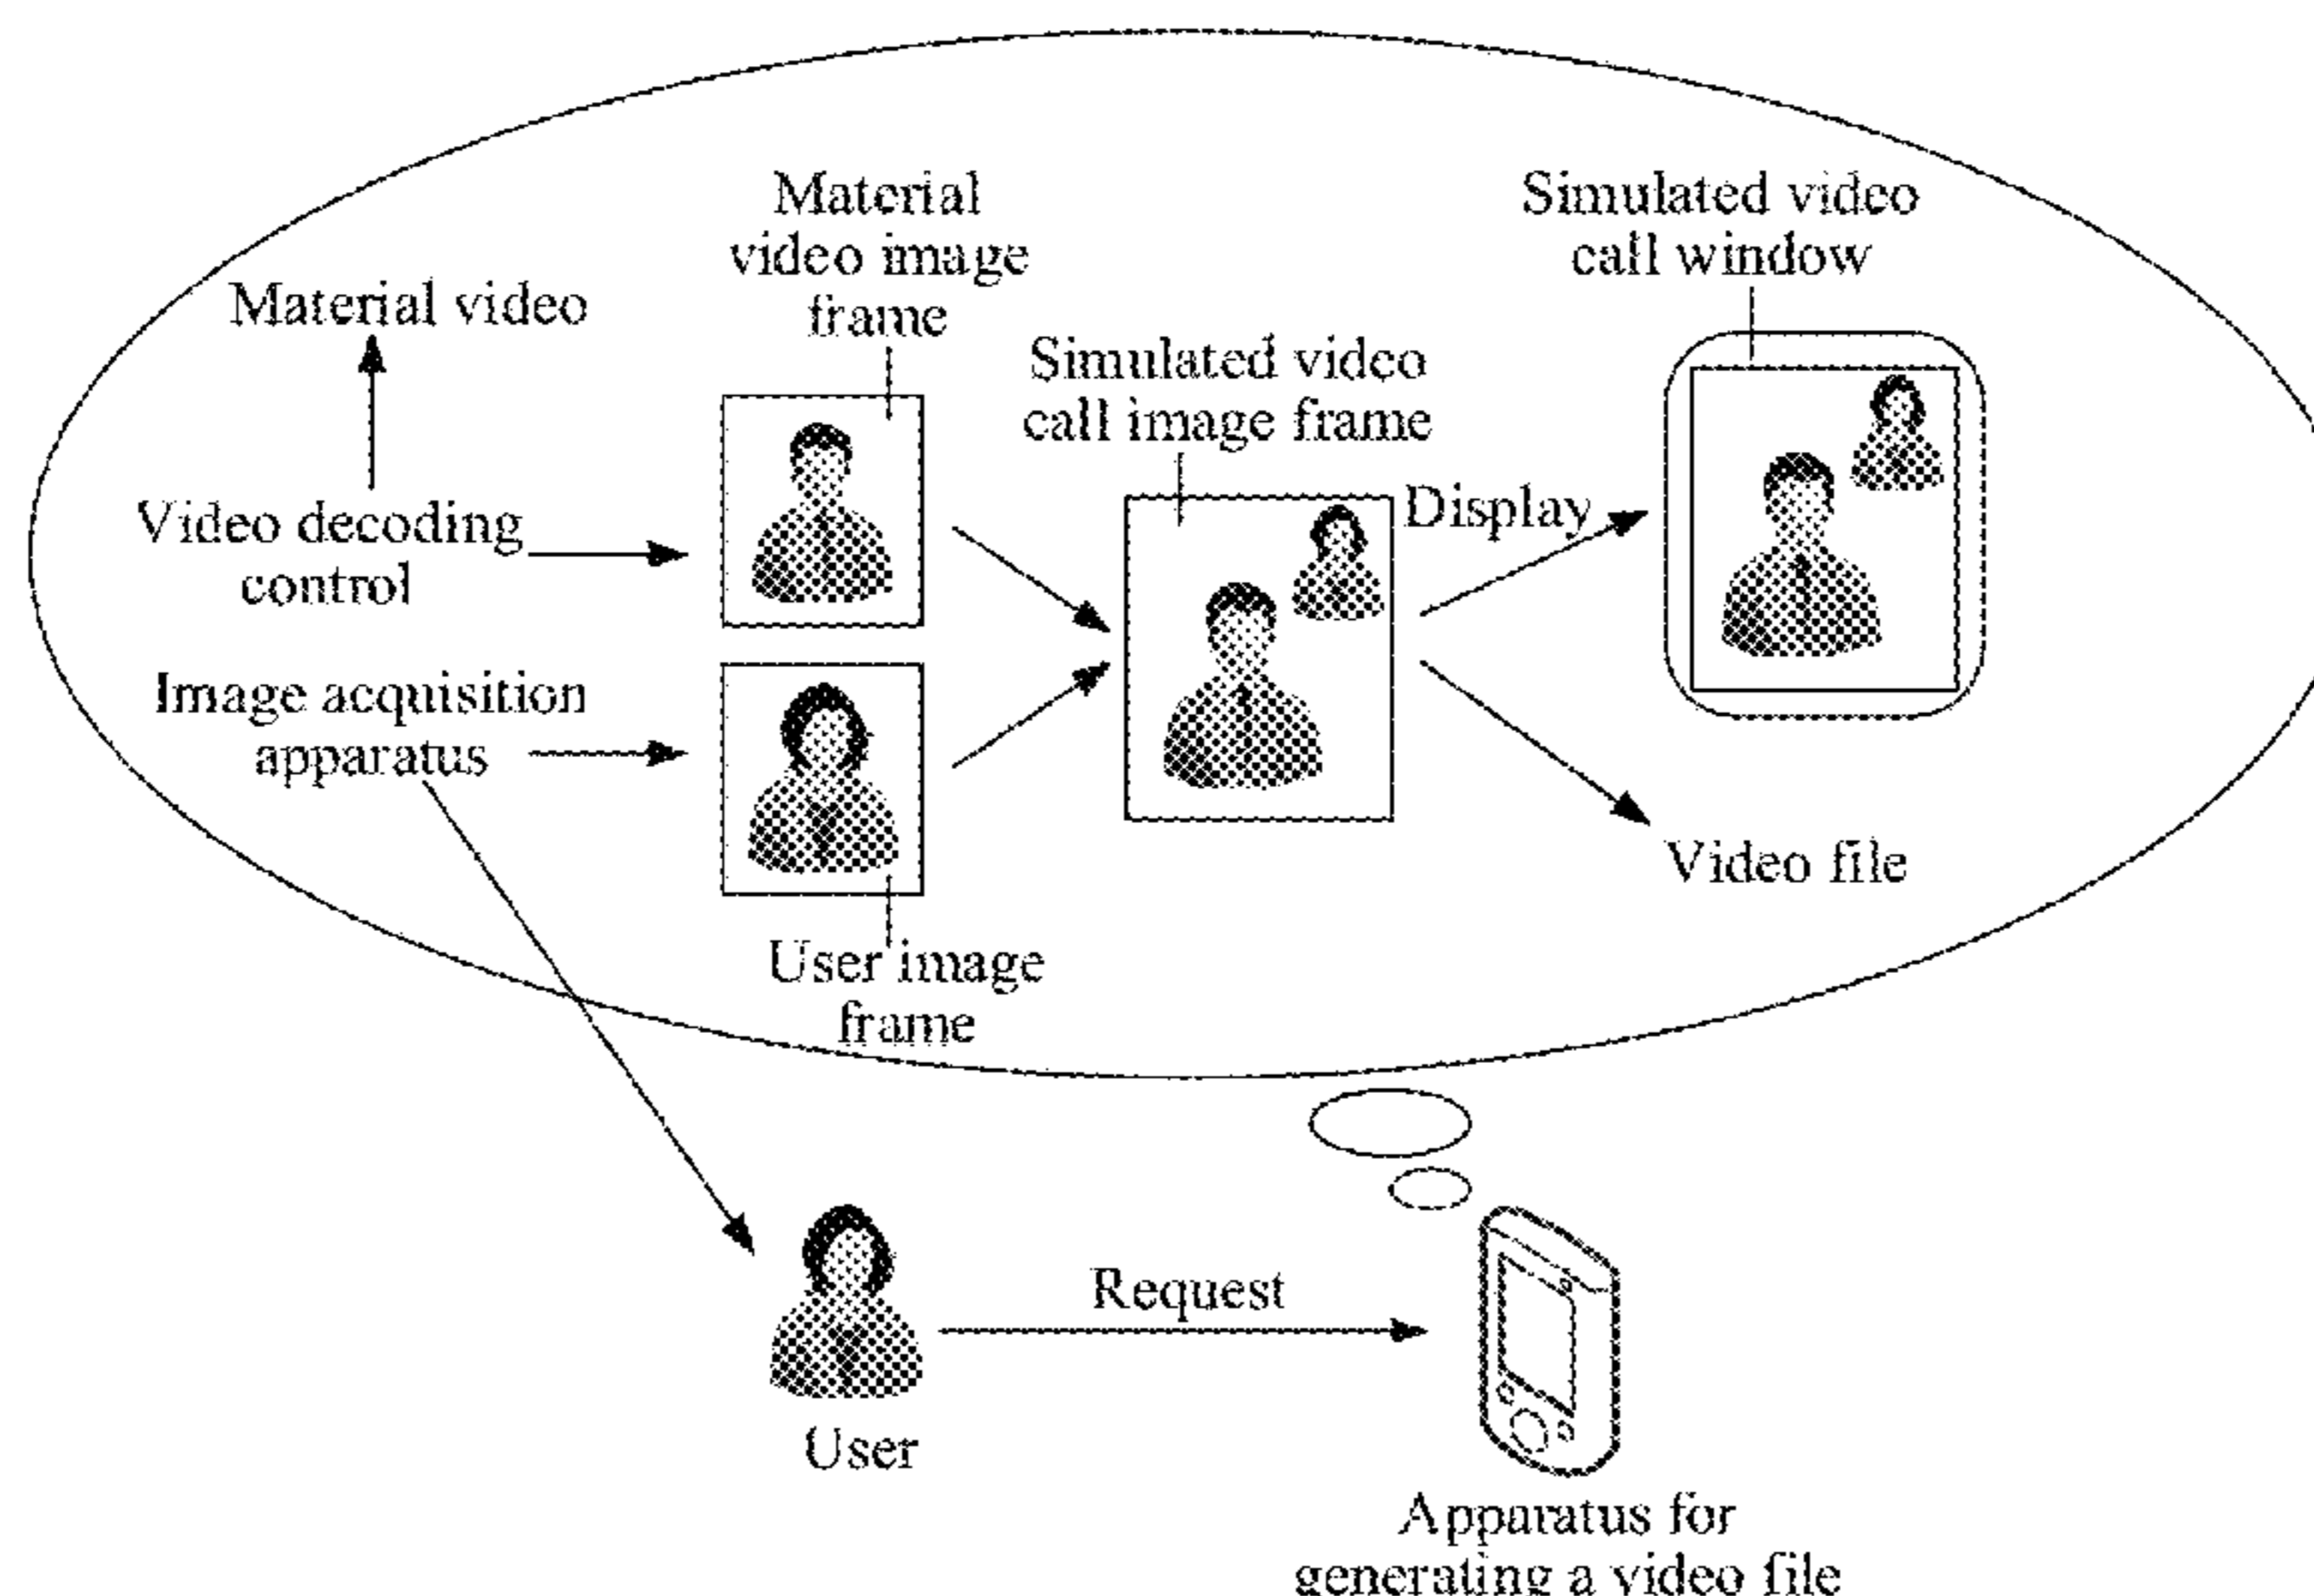 Material
video image
frame
Simulated video
call window
Material video
Simulated video
call image frame
Display
Video decoding
control
Image acquisition
apparatus
Video file
User image
frame
Request
User
Apparatus for
generating a video file